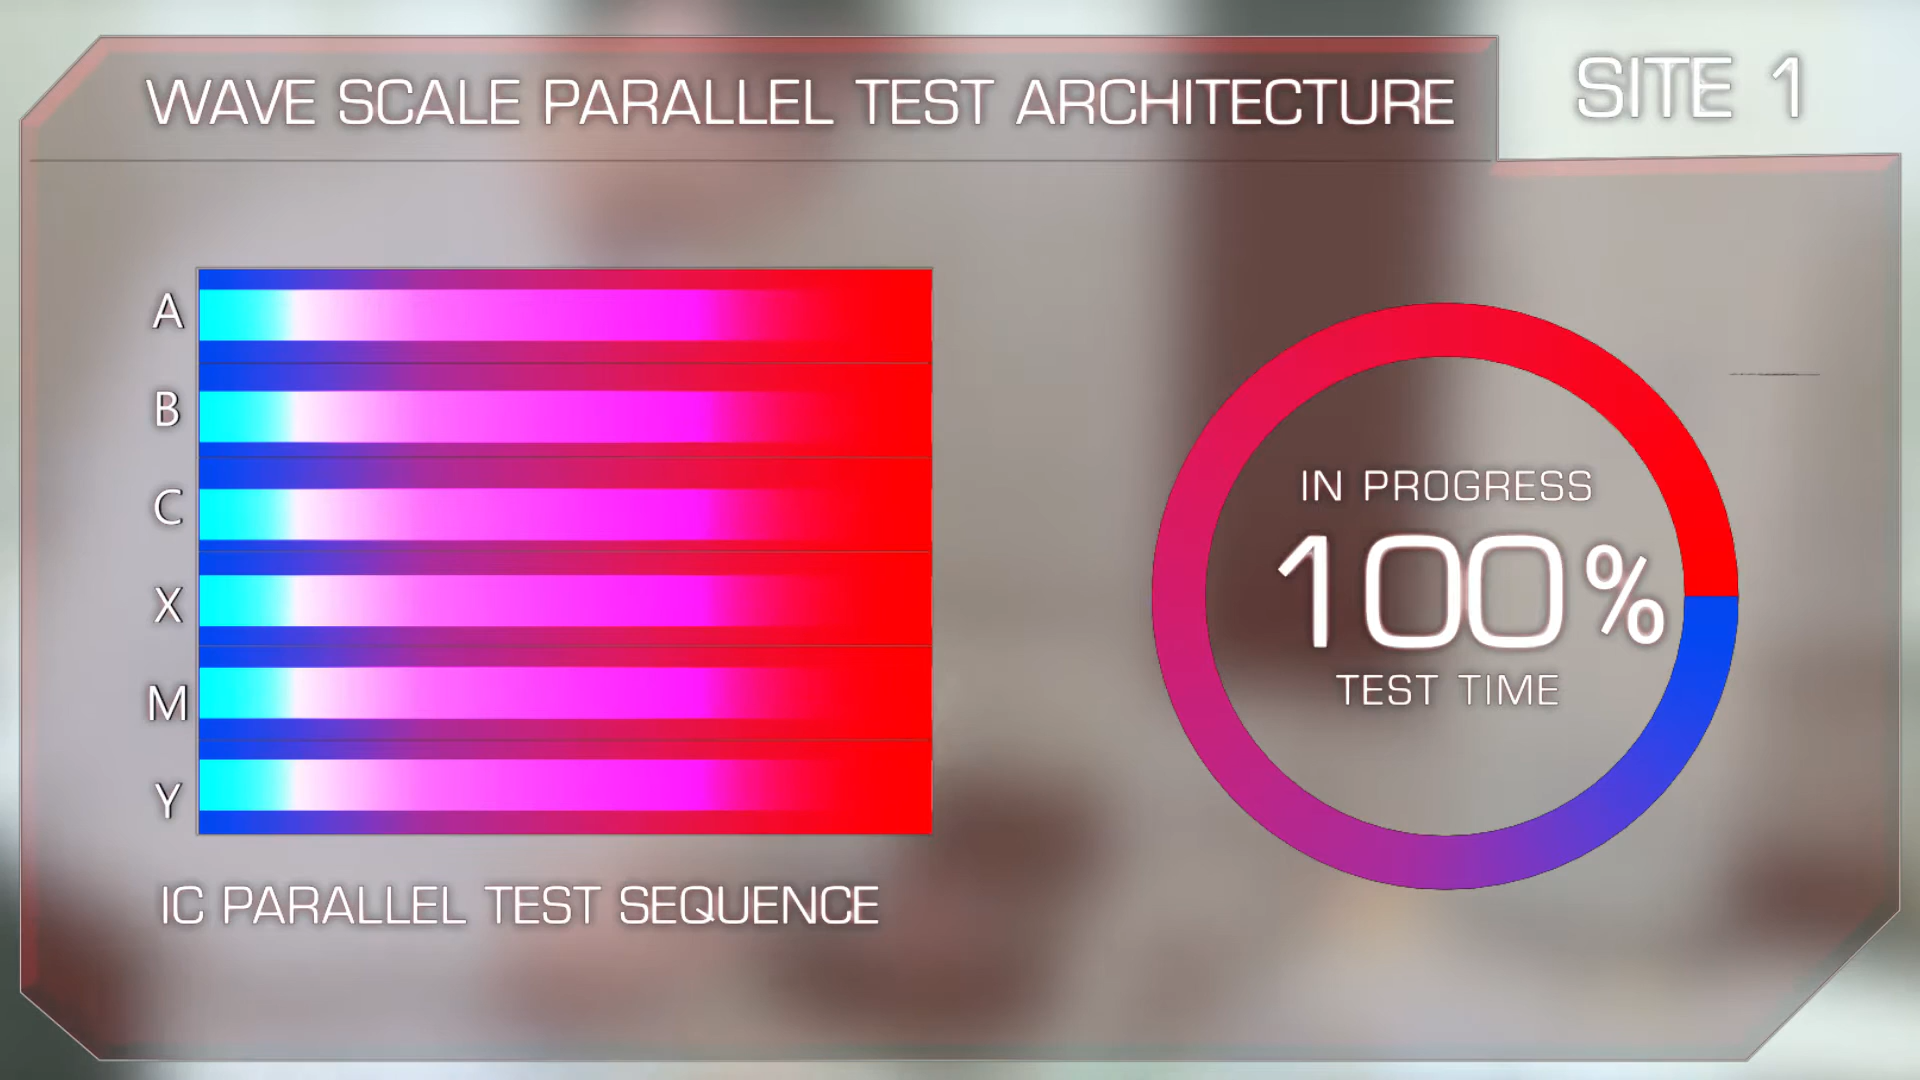 WAVE SCALE PARALLEL TEST ARCHITECTURE
SITE 1
A
B
C
X
M
Y
IC PARALLEL TEST SEQUENCE
IN PROGRESS
100%
TEST TIME